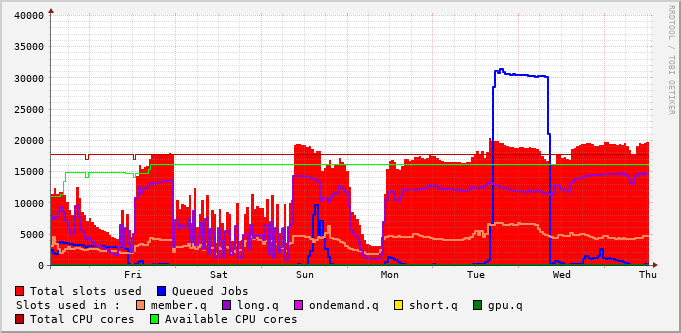 RRDTOOL / TOBI OETIKER
40000
35000
30000
25000
20000
15000
10000
5000
0
Fri Sat Sun Mon Tue Wed Thu
Total slots used Queued Jobs
Slots used in : member.q long.q ondemand.q short.q gpu.q
Total CPU cores Available CPU cores